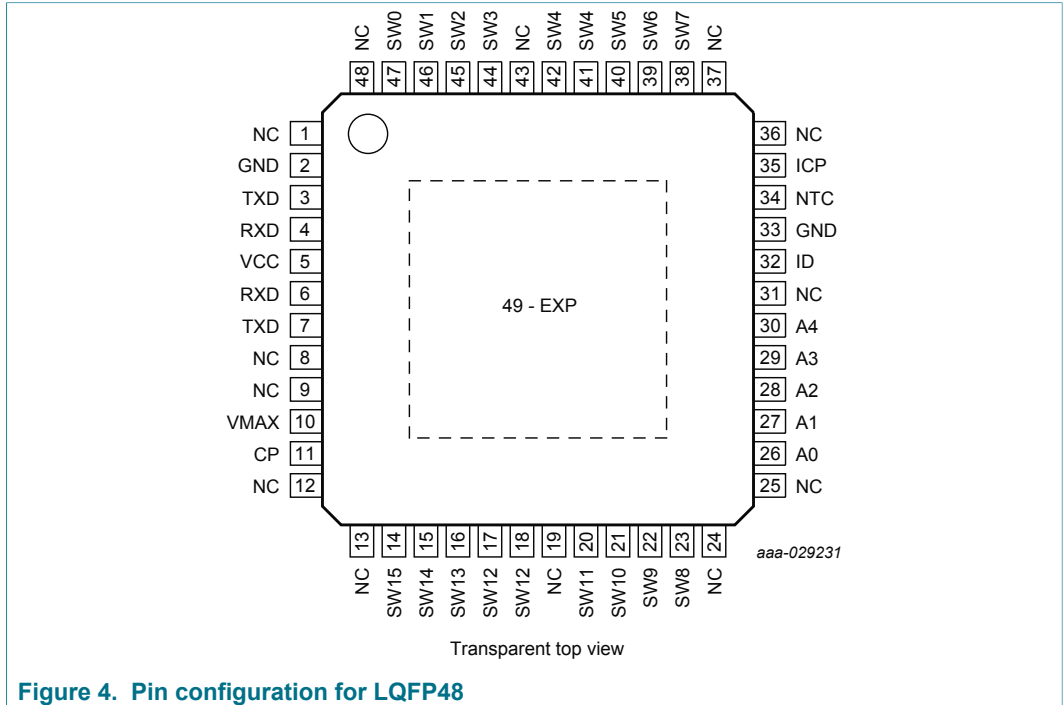 NC SW0 SW1 SW2 SW3 NC SW4 SW4 SW5 SW6 SW7 NC
48 47 46 45 44 43 42 41 40 39 38 37
NC 1 36 NC
GND 2 35 ICP
TXD 3 34 NTC
RXD 4 33 GND
VCC 5 32 ID
RXD 6 31 NC
49 - EXP
TXD 7 30 A4
NC 8 29 A3
NC 9 28 A2
VMAX 10 27 A1
CP 11 26 A0
NC 12 25 NC
13 14 15 16 17 18 19 20 21 22 23 24
NC SW15 SW14 SW13 SW12 SW12 NC SW11 SW10 SW9 SW8 NC
aaa-029231
Transparent top view
Figure 4. Pin configuration for LQFP48